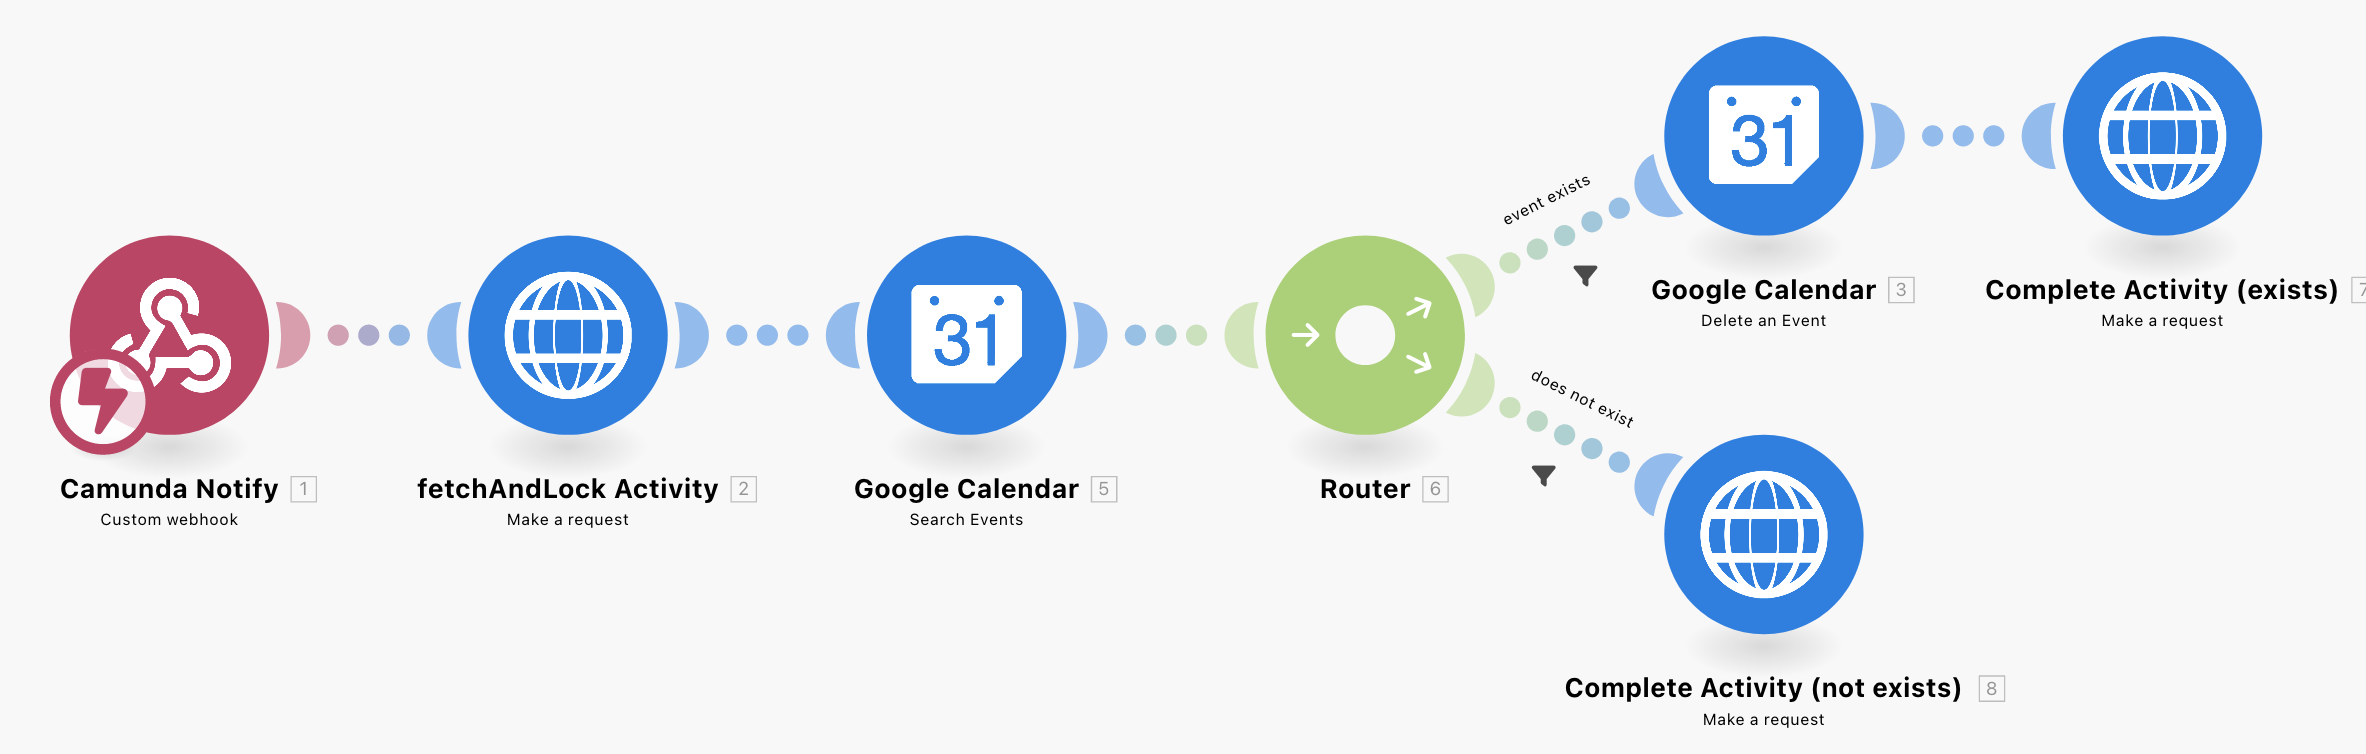 31
event exists
Google Calendar 3
Delete an Event
Complete Activity (exists) 7
Make a request
Camunda Notify 1
Custom webhook
fetchAndLock Activity 2
Make a request
31
Google Calendar 5
Search Events
Router 6
does not exist
Complete Activity (not exists) 8
Make a request